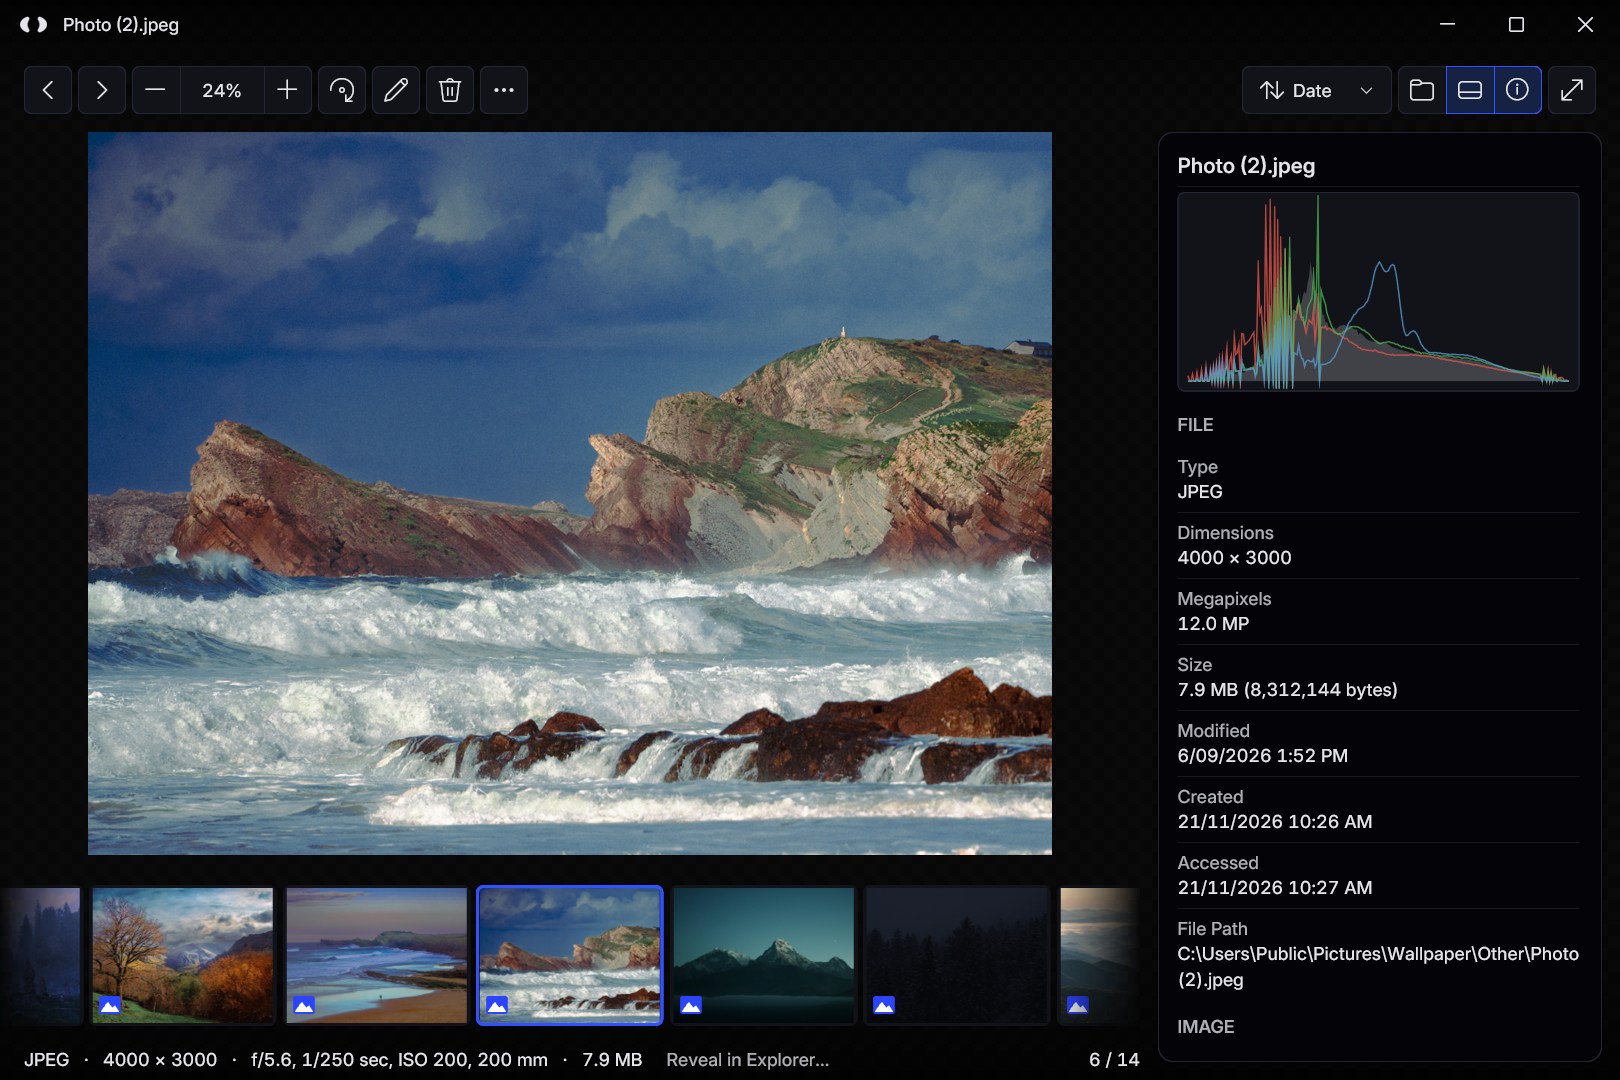 Photo (2).jpeg
24%
Date
Photo (2).jpeg
FILE
Type
JPEG
Dimensions
4000 × 3000
Megapixels
12.0 MP
Size
7.9 MB (8,312,144 bytes)
Modified
6/09/2026 1:52 PM
Created
21/11/2026 10:26 AM
Accessed
21/11/2026 10:27 AM
File Path
C:\Users\Public\Pictures\Wallpaper\Other\Photo
(2).jpeg
IMAGE
JPEG · 4000 × 3000 · f/5.6, 1/250 sec, ISO 200, 200 mm · 7.9 MB Reveal in Explorer... 6 / 14